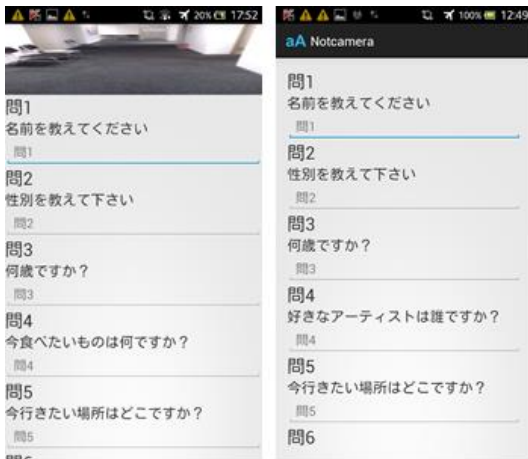 20% 17:52
問1
名前を教えてください
問1
問2
性別を教えて下さい
問2
問3
何歳ですか？
問3
問4
今食べたいものは何ですか？
問4
問5
今行きたい場所はどこですか？
問5
100% 12:49
aA Notcamera
問1
名前を教えてください
問1
問2
性別を教えて下さい
問2
問3
何歳ですか？
問3
問4
好きなアーティストは誰ですか？
問4
問5
今行きたい場所はどこですか？
問5
問6